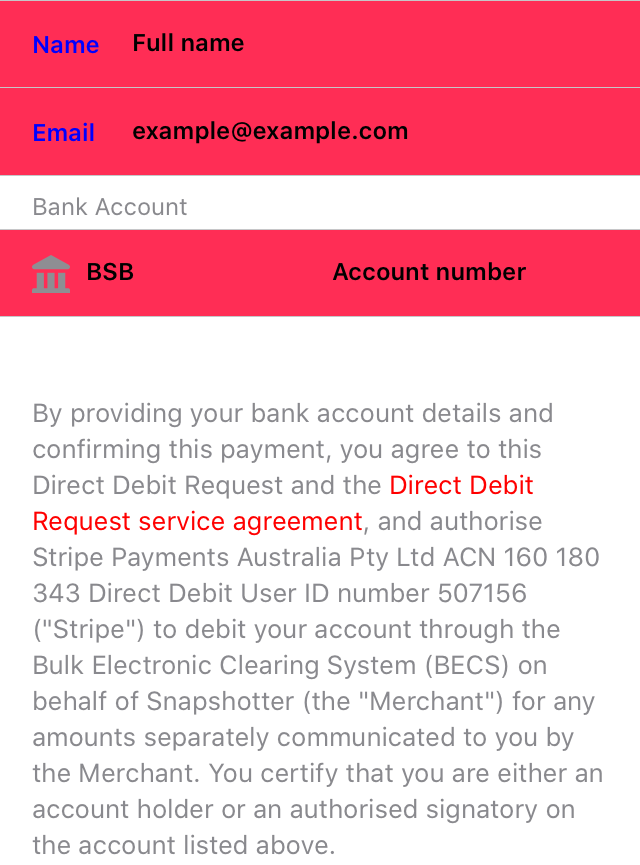 Name Full name
Email example@example.com
Bank Account
BSB Account number
By providing your bank account details and
confirming this payment, you agree to this
Direct Debit Request and the Direct Debit
Request service agreement, and authorise
Stripe Payments Australia Pty Ltd ACN 160 180
343 Direct Debit User ID number 507156
("Stripe") to debit your account through the
Bulk Electronic Clearing System (BECS) on
behalf of Snapshotter (the "Merchant") for any
amounts separately communicated to you by
the Merchant. You certify that you are either an
account holder or an authorised signatory on
the account listed above.